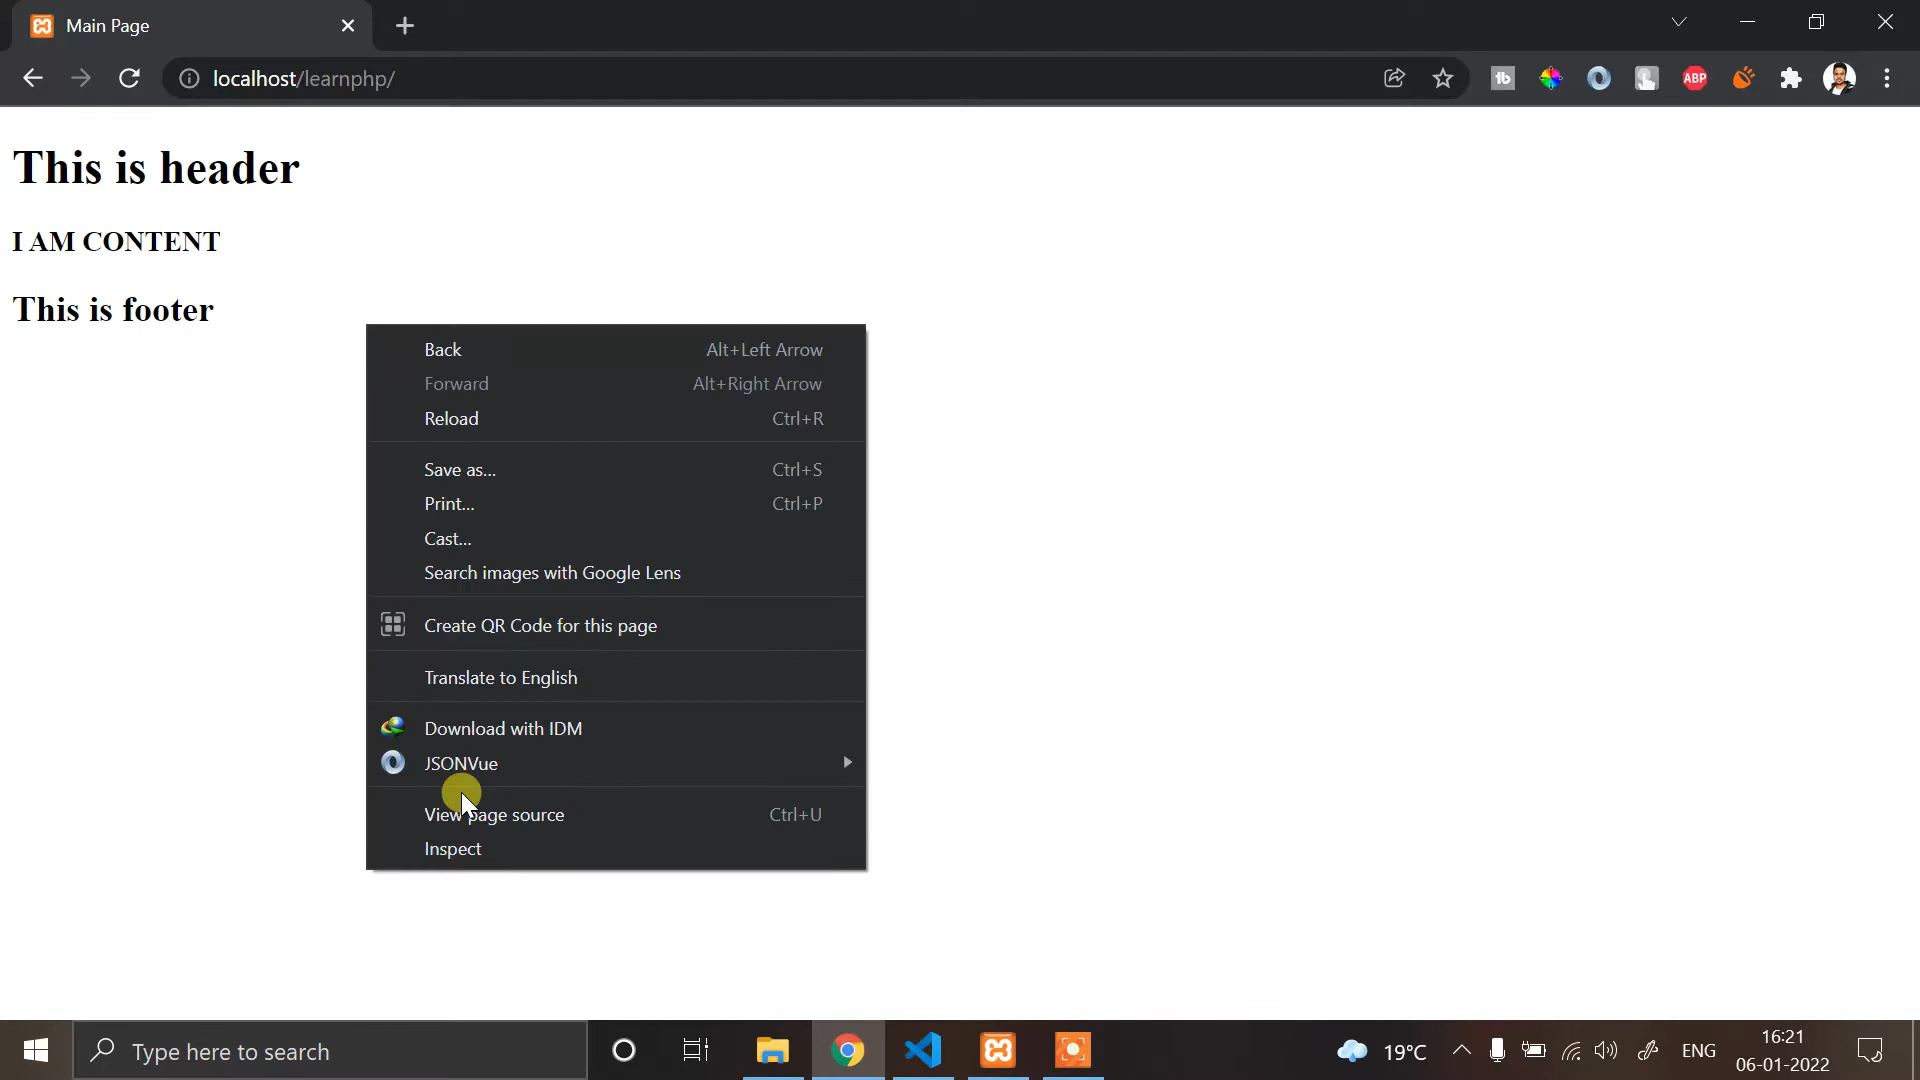 Main Page
localhost/learnphp/
ABP
This is header
I AM CONTENT
This is footer
Back Alt+Left Arrow
Forward Alt+Right Arrow
Reload Ctrl+R
Save as... Ctrl+S
Print... Ctrl+P
Cast...
Search images with Google Lens
Create QR Code for this page
Translate to English
Download with IDM
JSONVue
View page source Ctrl+U
Inspect
Type here to search
19°C
ENG
16:21
06-01-2022